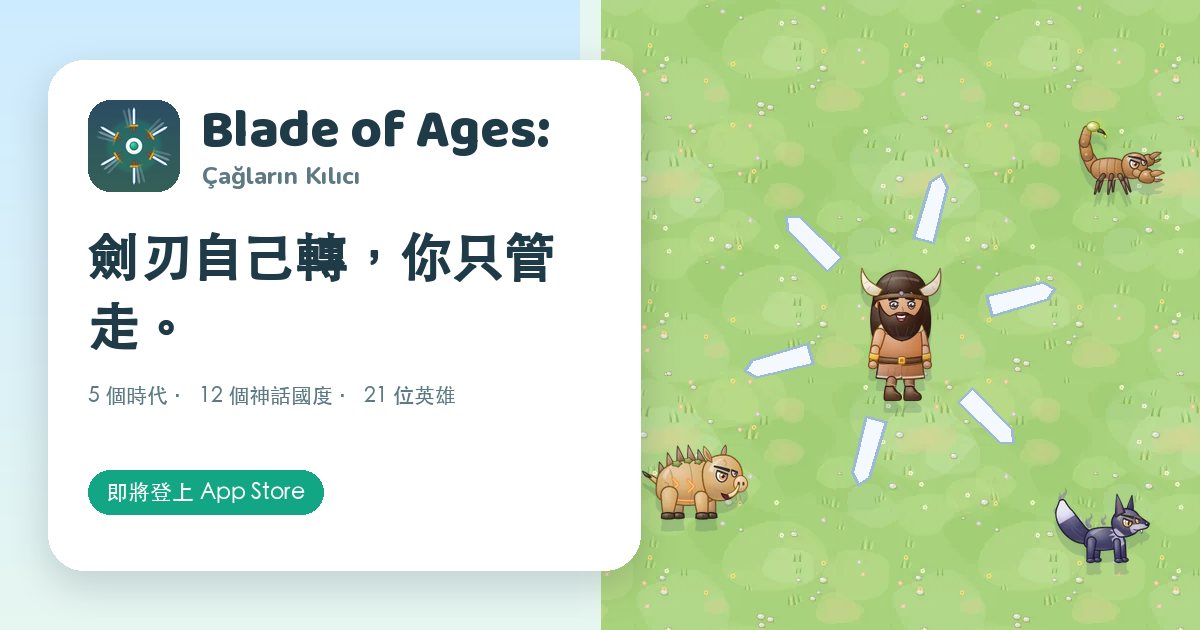 Blade of Ages:
Çağların Kılıcı
劍刃自己轉，你只管
走。
5 個時代 · 12 個神話國度 · 21 位英雄
即將登上 App Store